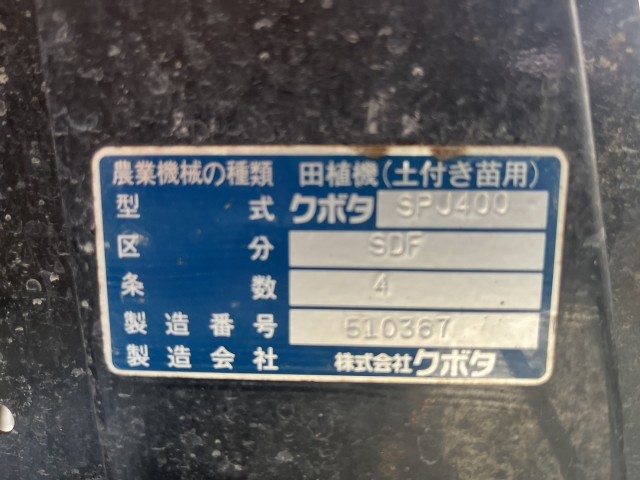 農業機械の種類 田植機(土付き苗用)
型式 クボタ SPJ400
区分 SDF
条数 4
製造番号 510367
製造会社 株式会社クボタ